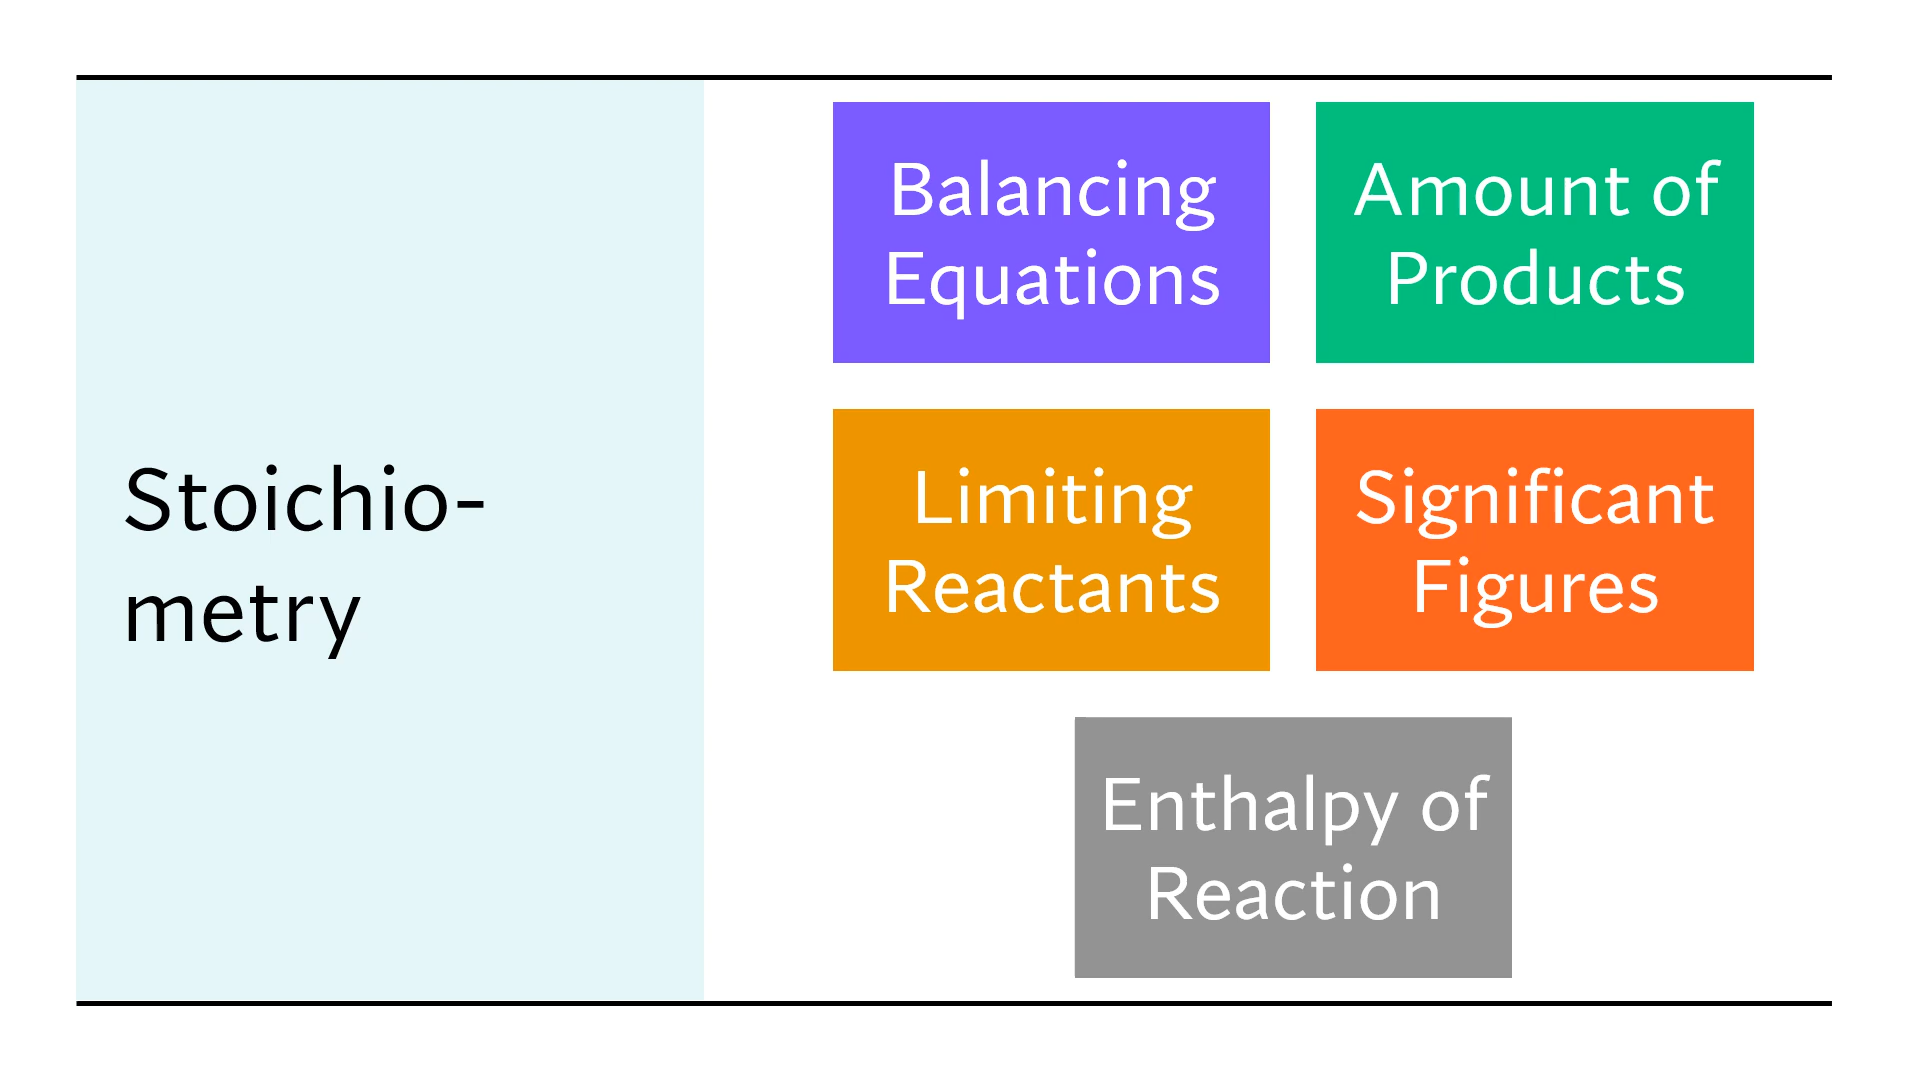 Stoichio-
metry
Balancing
Equations
Amount of
Products
Limiting
Reactants
Significant
Figures
Enthalpy of
Reaction